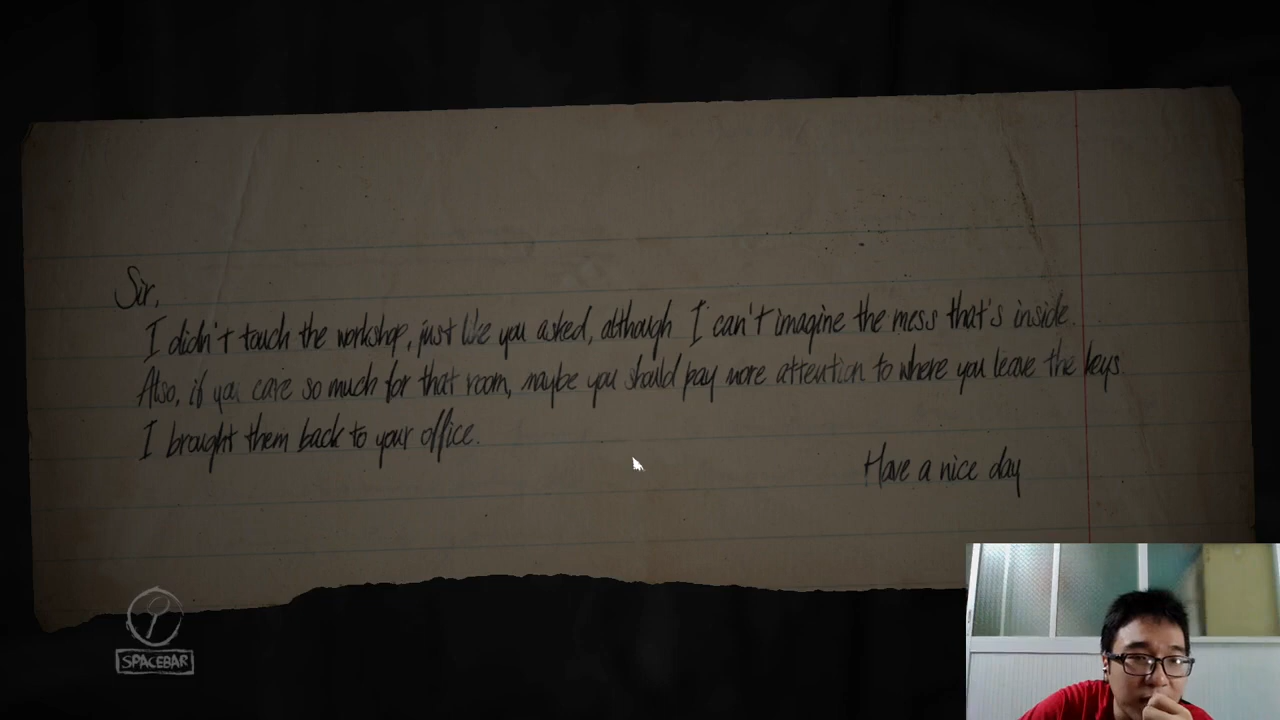 Sir,
I didn't touch the workshop, just like you asked, although I can't imagine the mess that's inside.
Also, if you care so much for that room, maybe you should pay more attention to where you leave the keys.
I brought them back to your office.
Have a nice day
SPACEBAR